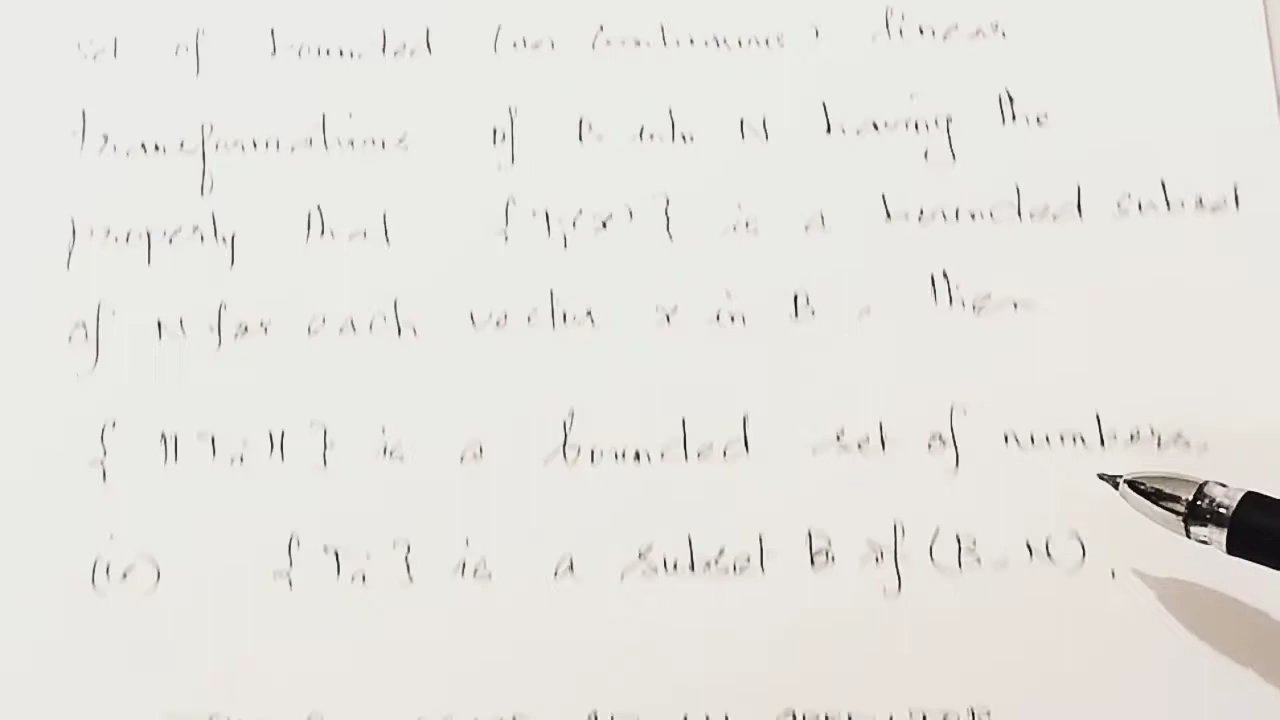 set of bounded (or continuous) linear
transformations of B into N having the
property that {Ti(x)} is a bounded subset
of N for each vector x in B, then
{ ||Ti|| } is a bounded set of numbers.
(ie) {Ti} is a subset B of (B, N).